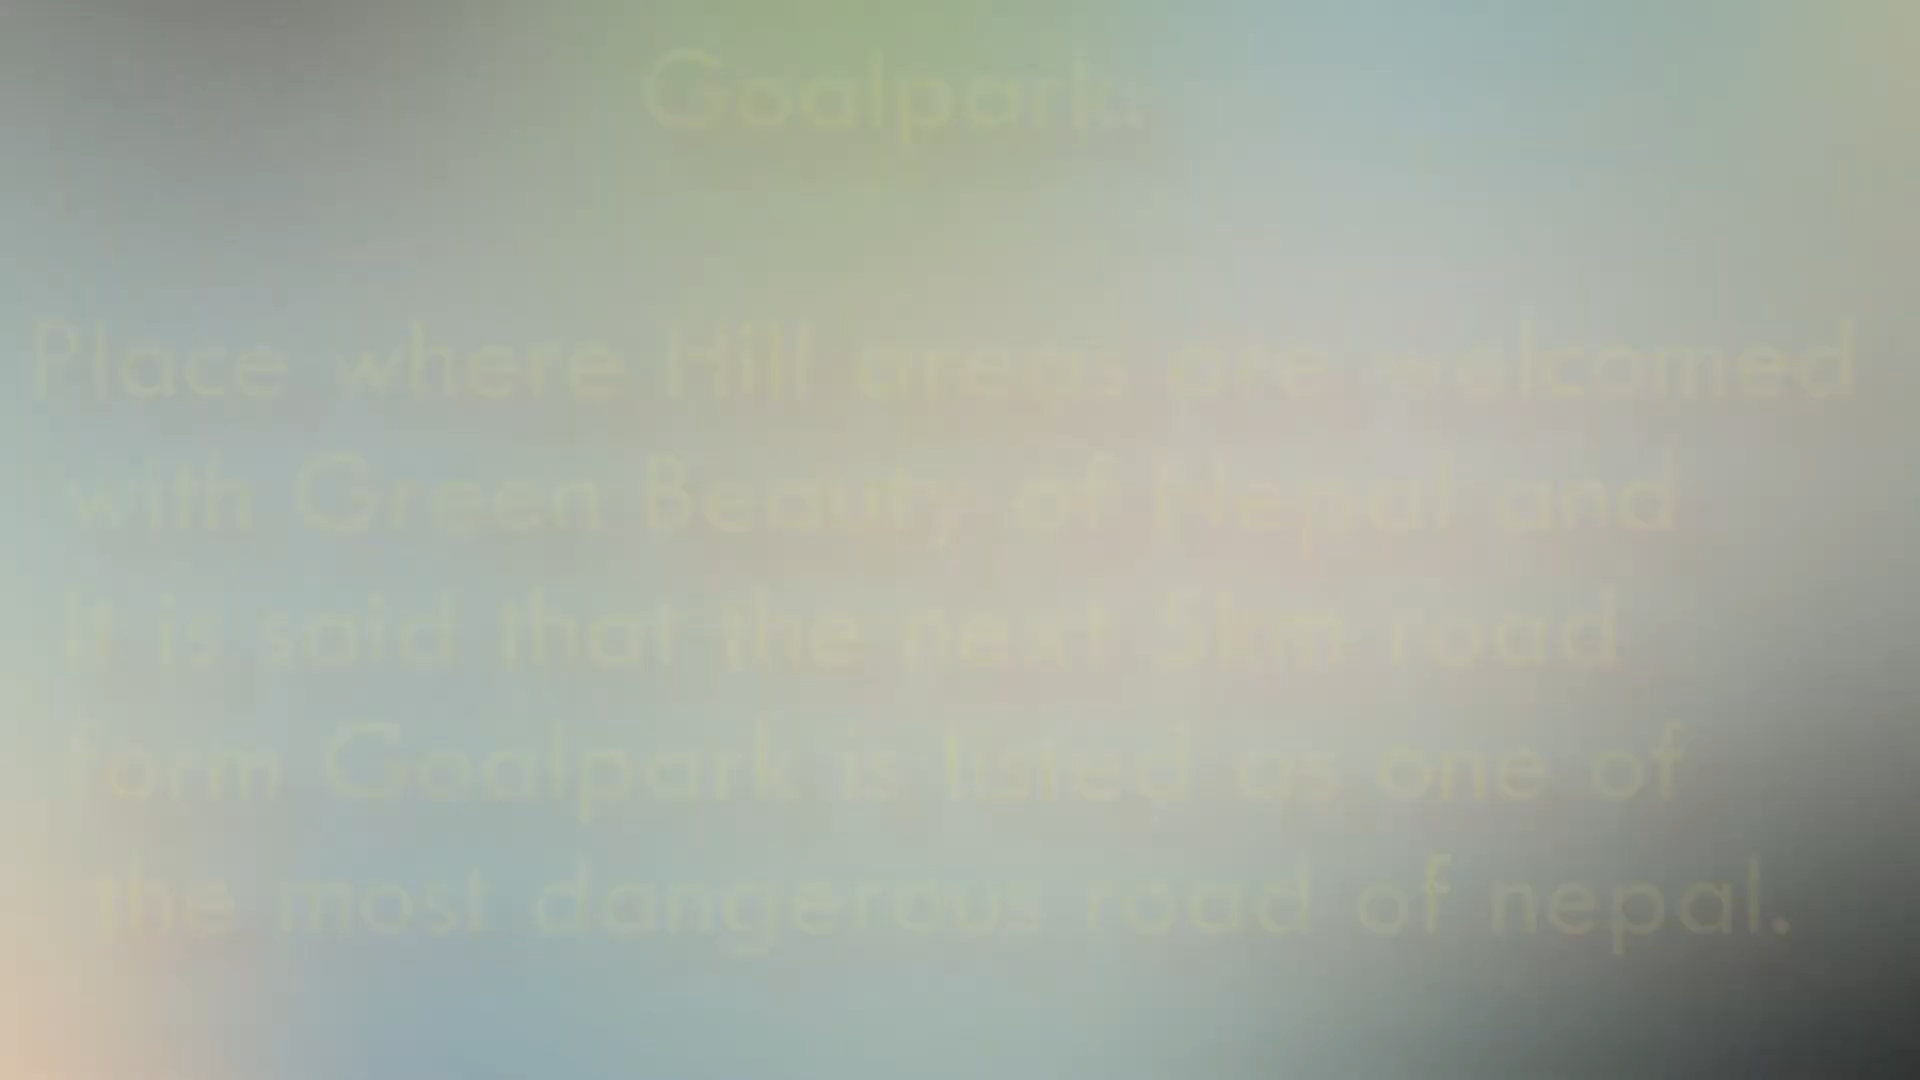 Goalpark
Place where Hill areas are welcomed
with Green Beauty of Nepal and
It is said that the next 5km road
form Goalpark is listed as one of
the most dangerous road of nepal.